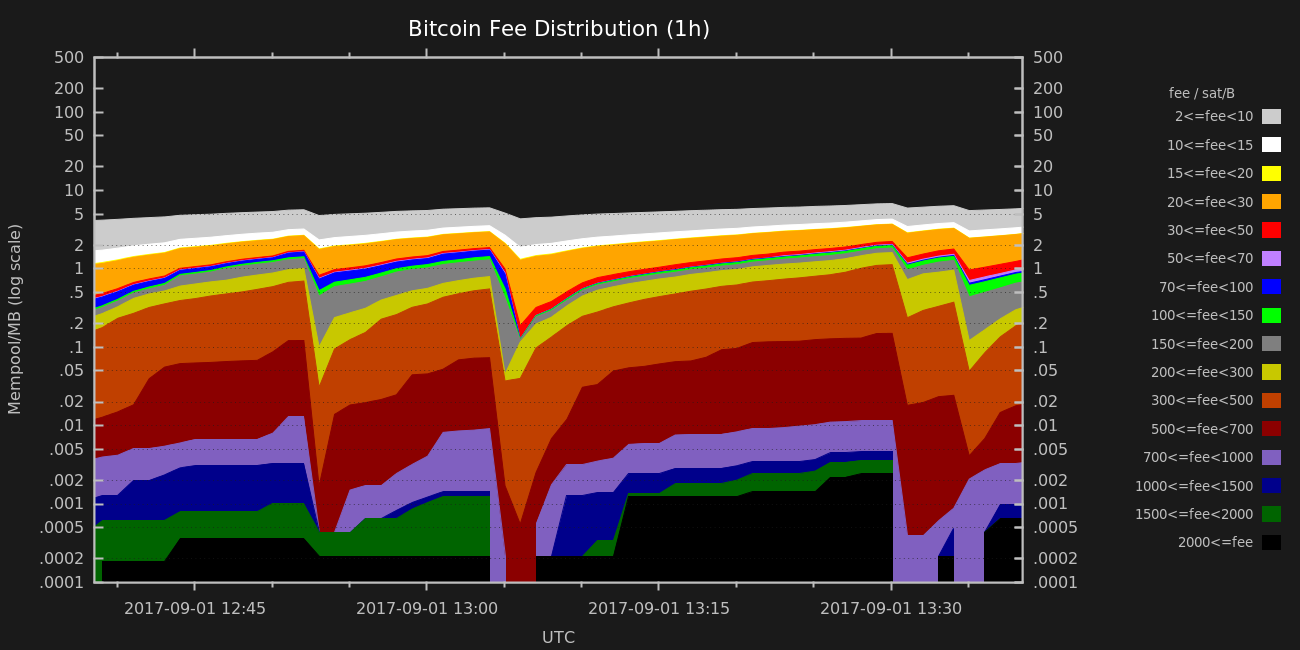 Bitcoin Fee Distribution (1h)
500 500
200 200
100 100
50 50
20 20
10 10
5 5
2 2
1 1
.5 .5
.2 .2
.1 .1
.05 .05
.02 .02
.01 .01
.005 .005
.002 .002
.001 .001
.0005 .0005
.0002 .0002
.0001 .0001
Mempool/MB (log scale)
2017-09-01 12:45 2017-09-01 13:00 2017-09-01 13:15 2017-09-01 13:30
UTC
fee / sat/B
2<=fee<10
10<=fee<15
15<=fee<20
20<=fee<30
30<=fee<50
50<=fee<70
70<=fee<100
100<=fee<150
150<=fee<200
200<=fee<300
300<=fee<500
500<=fee<700
700<=fee<1000
1000<=fee<1500
1500<=fee<2000
2000<=fee